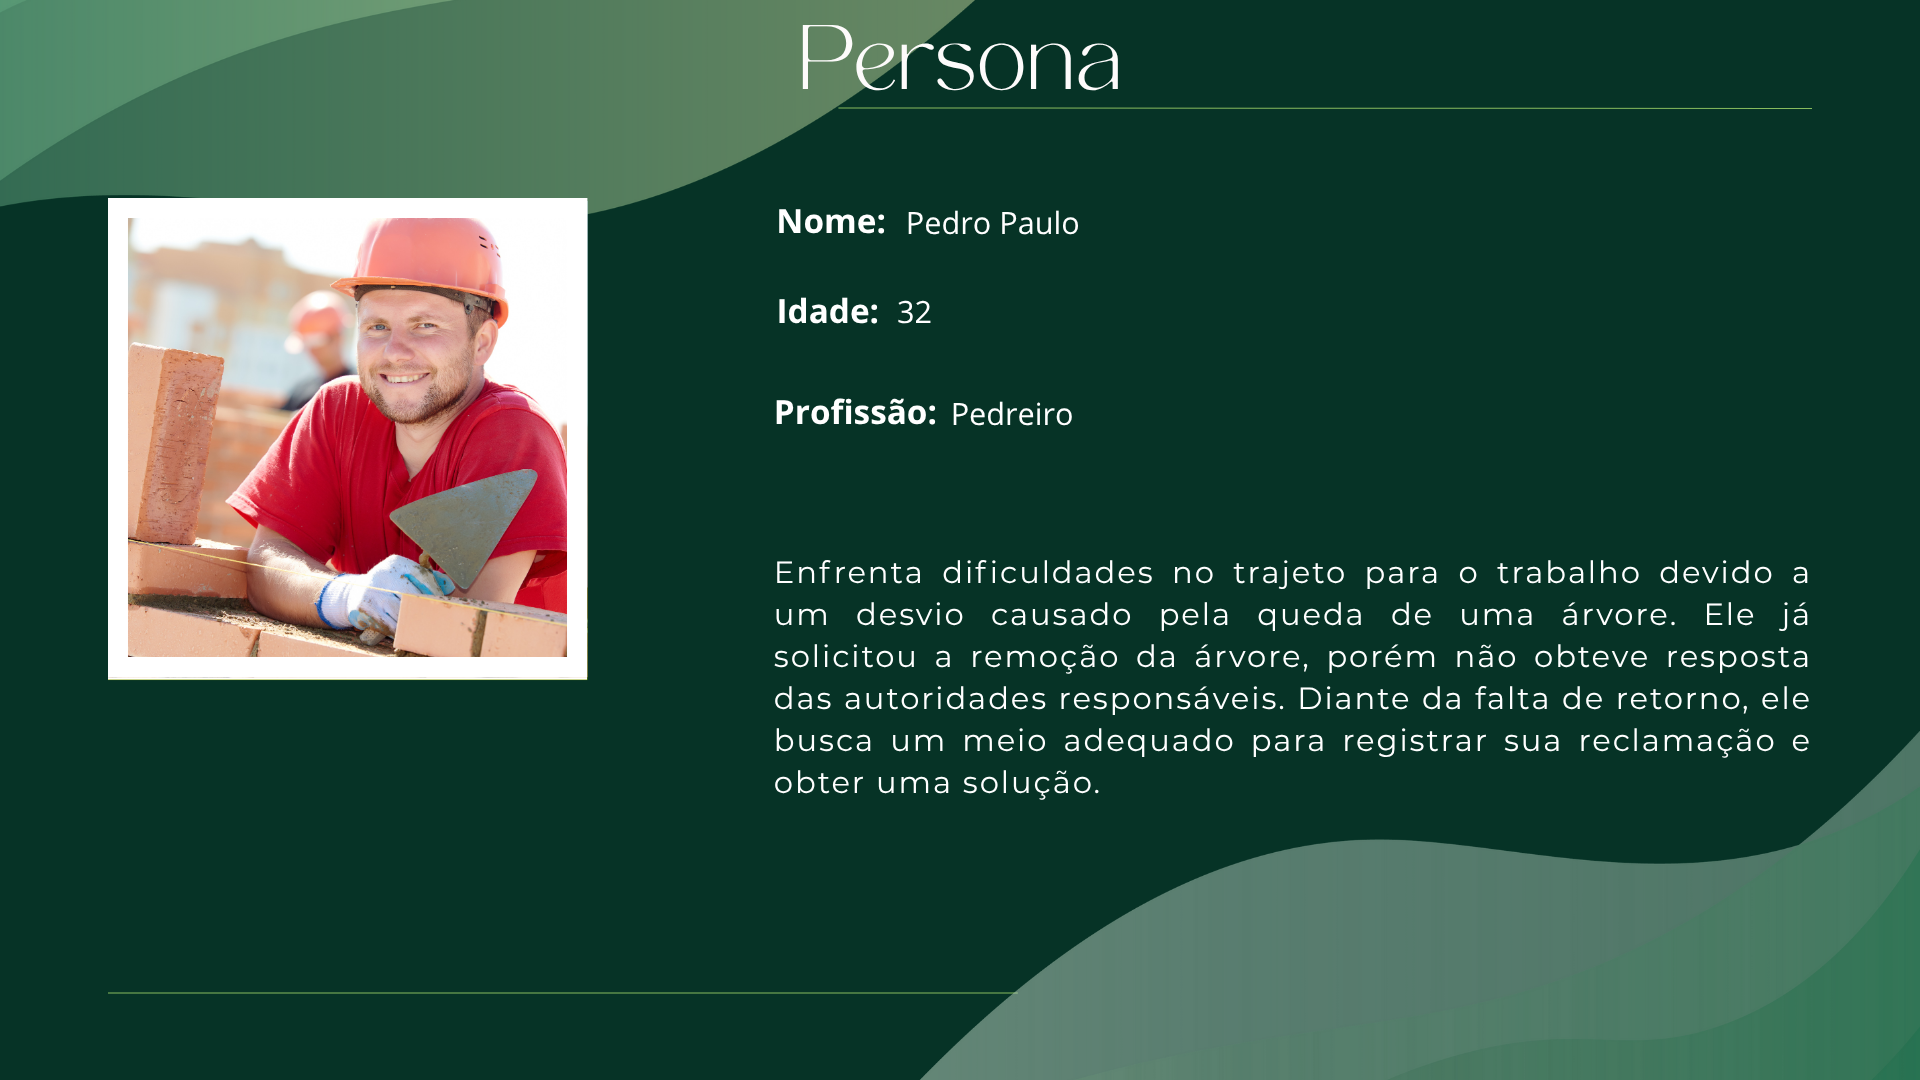 Persona
Nome: Pedro Paulo
Idade: 32
Profissão: Pedreiro
Enfrenta dificuldades no trajeto para o trabalho devido a
um desvio causado pela queda de uma árvore. Ele já
solicitou a remoção da árvore, porém não obteve resposta
das autoridades responsáveis. Diante da falta de retorno, ele
busca um meio adequado para registrar sua reclamação e
obter uma solução.